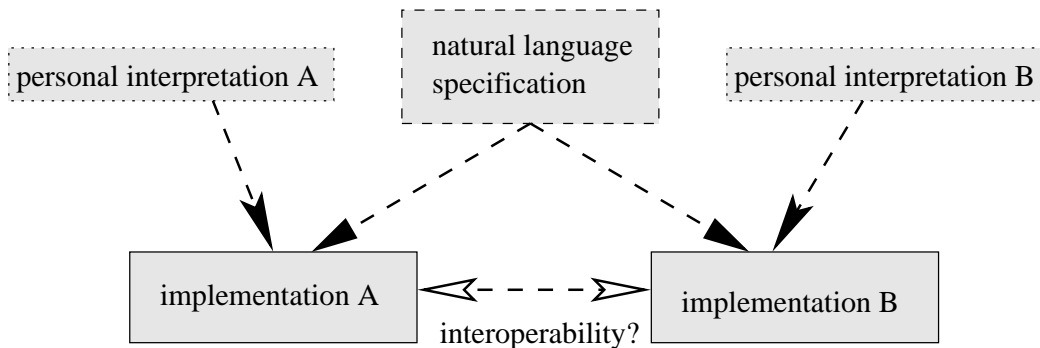 natural language
specification
personal interpretation A
personal interpretation B
implementation A
implementation B
interoperability?